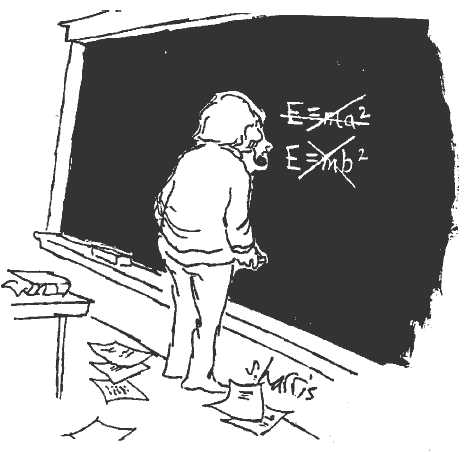 E=ma²
E=mb²
S. Harris